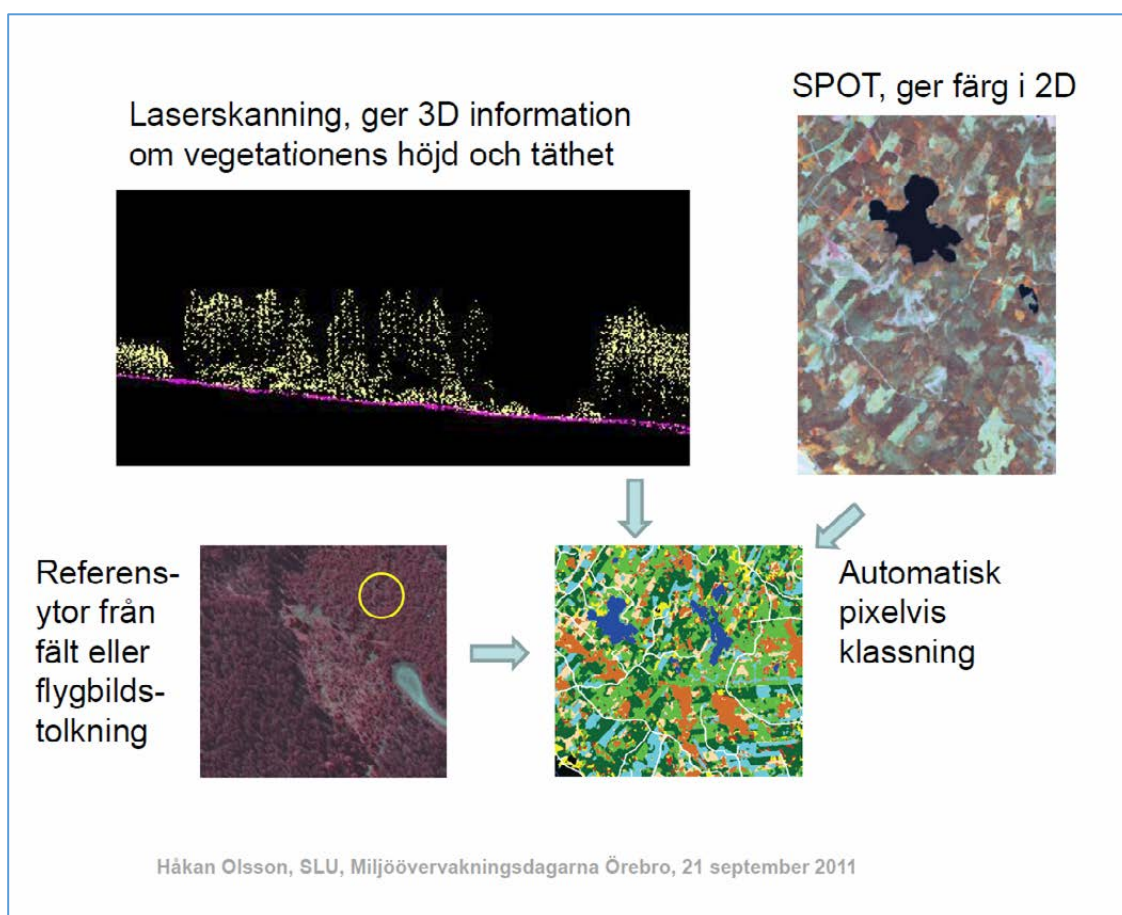 Laserskanning, ger 3D information
om vegetationens höjd och täthet
SPOT, ger färg i 2D
Referens-
ytor från
fält eller
flygbilds-
tolkning
Automatisk
pixelvis
klassning
Håkan Olsson, SLU, Miljöövervakningsdagarna Örebro, 21 september 2011